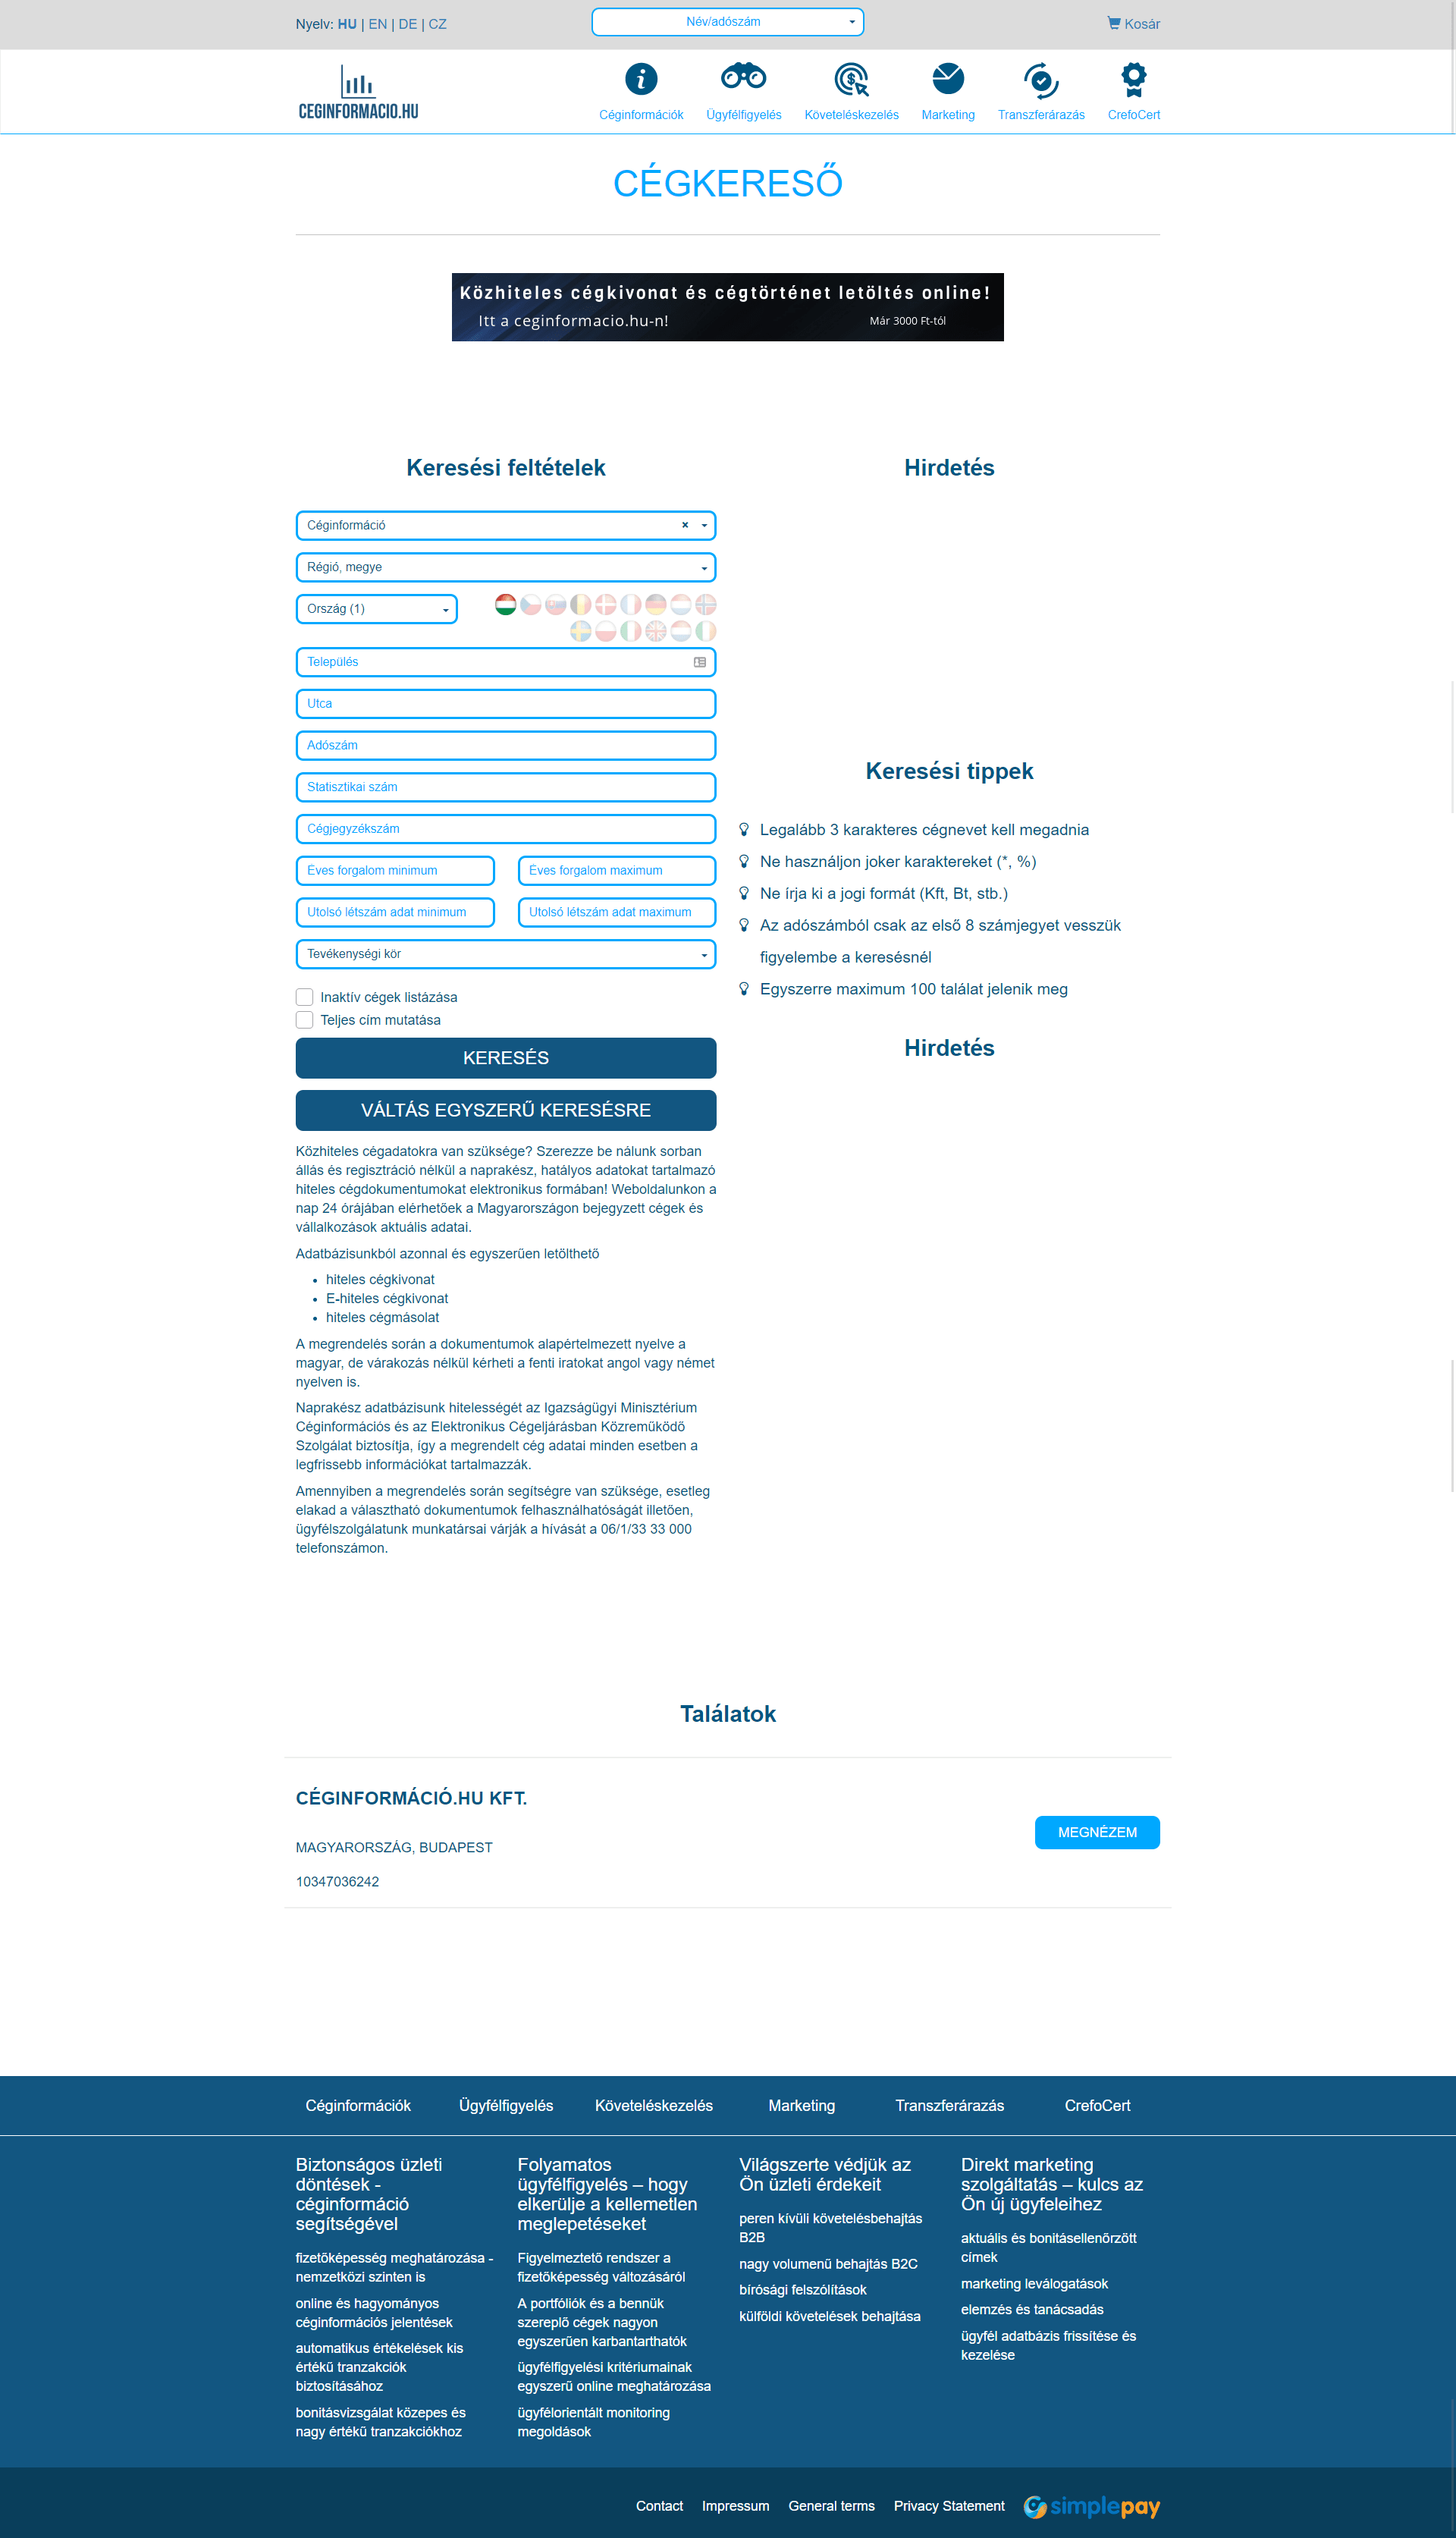 Nyelv: HU | EN | DE | CZ
Név/adószám
Kosár
CEGINFORMACIO.HU
Céginformációk
Ügyfélfigyelés
Követeléskezelés
Marketing
Transzferárazás
CrefoCert
CÉGKERESŐ
Közhiteles cégkivonat és cégtörténet letöltés online!
Itt a ceginformacio.hu-n!
Már 3000 Ft-tól
Keresési feltételek
Céginformáció
Régió, megye
Ország (1)
Település
Utca
Adószám
Statisztikai szám
Cégjegyzékszám
Éves forgalom minimum
Éves forgalom maximum
Utolsó létszám adat minimum
Utolsó létszám adat maximum
Tevékenységi kör
Inaktív cégek listázása
Teljes cím mutatása
KERESÉS
VÁLTÁS EGYSZERŰ KERESÉSRE
Közhiteles cégadatokra van szüksége? Szerezze be nálunk sorban
állás és regisztráció nélkül a naprakész, hatályos adatokat tartalmazó
hiteles cégdokumentumokat elektronikus formában! Weboldalunkon a
nap 24 órájában elérhetőek a Magyarországon bejegyzett cégek és
vállalkozások aktuális adatai.
Adatbázisunkból azonnal és egyszerűen letölthető
• hiteles cégkivonat
• E-hiteles cégkivonat
• hiteles cégmásolat
A megrendelés során a dokumentumok alapértelmezett nyelve a
magyar, de várakozás nélkül kérheti a fenti iratokat angol vagy német
nyelven is.
Naprakész adatbázisunk hitelességét az Igazságügyi Minisztérium
Céginformációs és az Elektronikus Cégeljárásban Közreműködő
Szolgálat biztosítja, így a megrendelt cég adatai minden esetben a
legfrissebb információkat tartalmazzák.
Amennyiben a megrendelés során segítségre van szüksége, esetleg
elakad a választható dokumentumok felhasználhatóságát illetően,
ügyfélszolgálatunk munkatársai várják a hívását a 06/1/33 33 000
telefonszámon.
Hirdetés
Keresési tippek
Legalább 3 karakteres cégnevet kell megadnia
Ne használjon joker karaktereket (*, %)
Ne írja ki a jogi formát (Kft, Bt, stb.)
Az adószámból csak az első 8 számjegyet vesszük
figyelembe a keresésnél
Egyszerre maximum 100 találat jelenik meg
Hirdetés
Találatok
CÉGINFORMÁCIÓ.HU KFT.
MAGYARORSZÁG, BUDAPEST
10347036242
MEGNÉZEM
Céginformációk
Ügyfélfigyelés
Követeléskezelés
Marketing
Transzferárazás
CrefoCert
Biztonságos üzleti
döntések -
céginformáció
segítségével
fizetőképesség meghatározása -
nemzetközi szinten is
online és hagyományos
céginformációs jelentések
automatikus értékelések kis
értékű tranzakciók
biztosításához
bonitásvizsgálat közepes és
nagy értékű tranzakciókhoz
Folyamatos
ügyfélfigyelés – hogy
elkerülje a kellemetlen
meglepetéseket
Figyelmeztető rendszer a
fizetőképesség változásáról
A portfóliók és a bennük
szereplő cégek nagyon
egyszerűen karbantarthatók
ügyfélfigyelési kritériumainak
egyszerű online meghatározása
ügyfélorientált monitoring
megoldások
Világszerte védjük az
Ön üzleti érdekeit
peren kívüli követelésbehajtás
B2B
nagy volumenű behajtás B2C
bírósági felszólítások
külföldi követelések behajtása
Direkt marketing
szolgáltatás – kulcs az
Ön új ügyfeleihez
aktuális és bonitásellenőrzött
címek
marketing leválogatások
elemzés és tanácsadás
ügyfél adatbázis frissítése és
kezelése
Contact
Impressum
General terms
Privacy Statement
simplepay